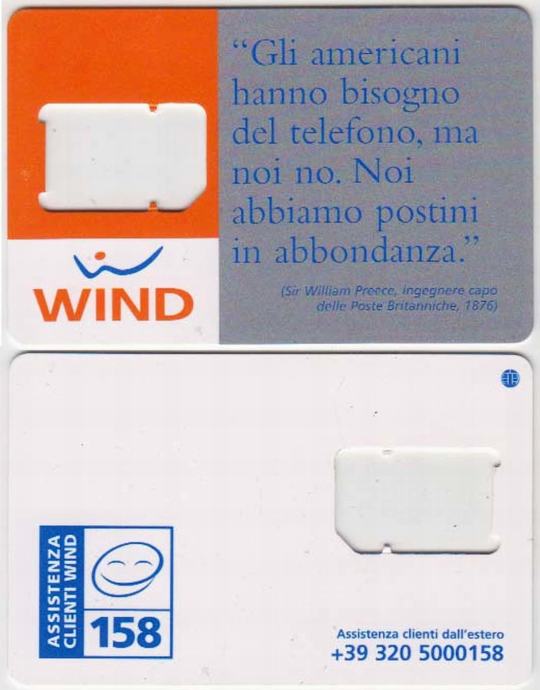 “Gli americani
hanno bisogno
del telefono, ma
noi no. Noi
abbiamo postini
in abbondanza.”
(Sir William Preece, ingegnere capo
delle Poste Britanniche, 1876)
WIND
ASSISTENZA
CLIENTI WIND
158
Assistenza clienti dall'estero
+39 320 5000158